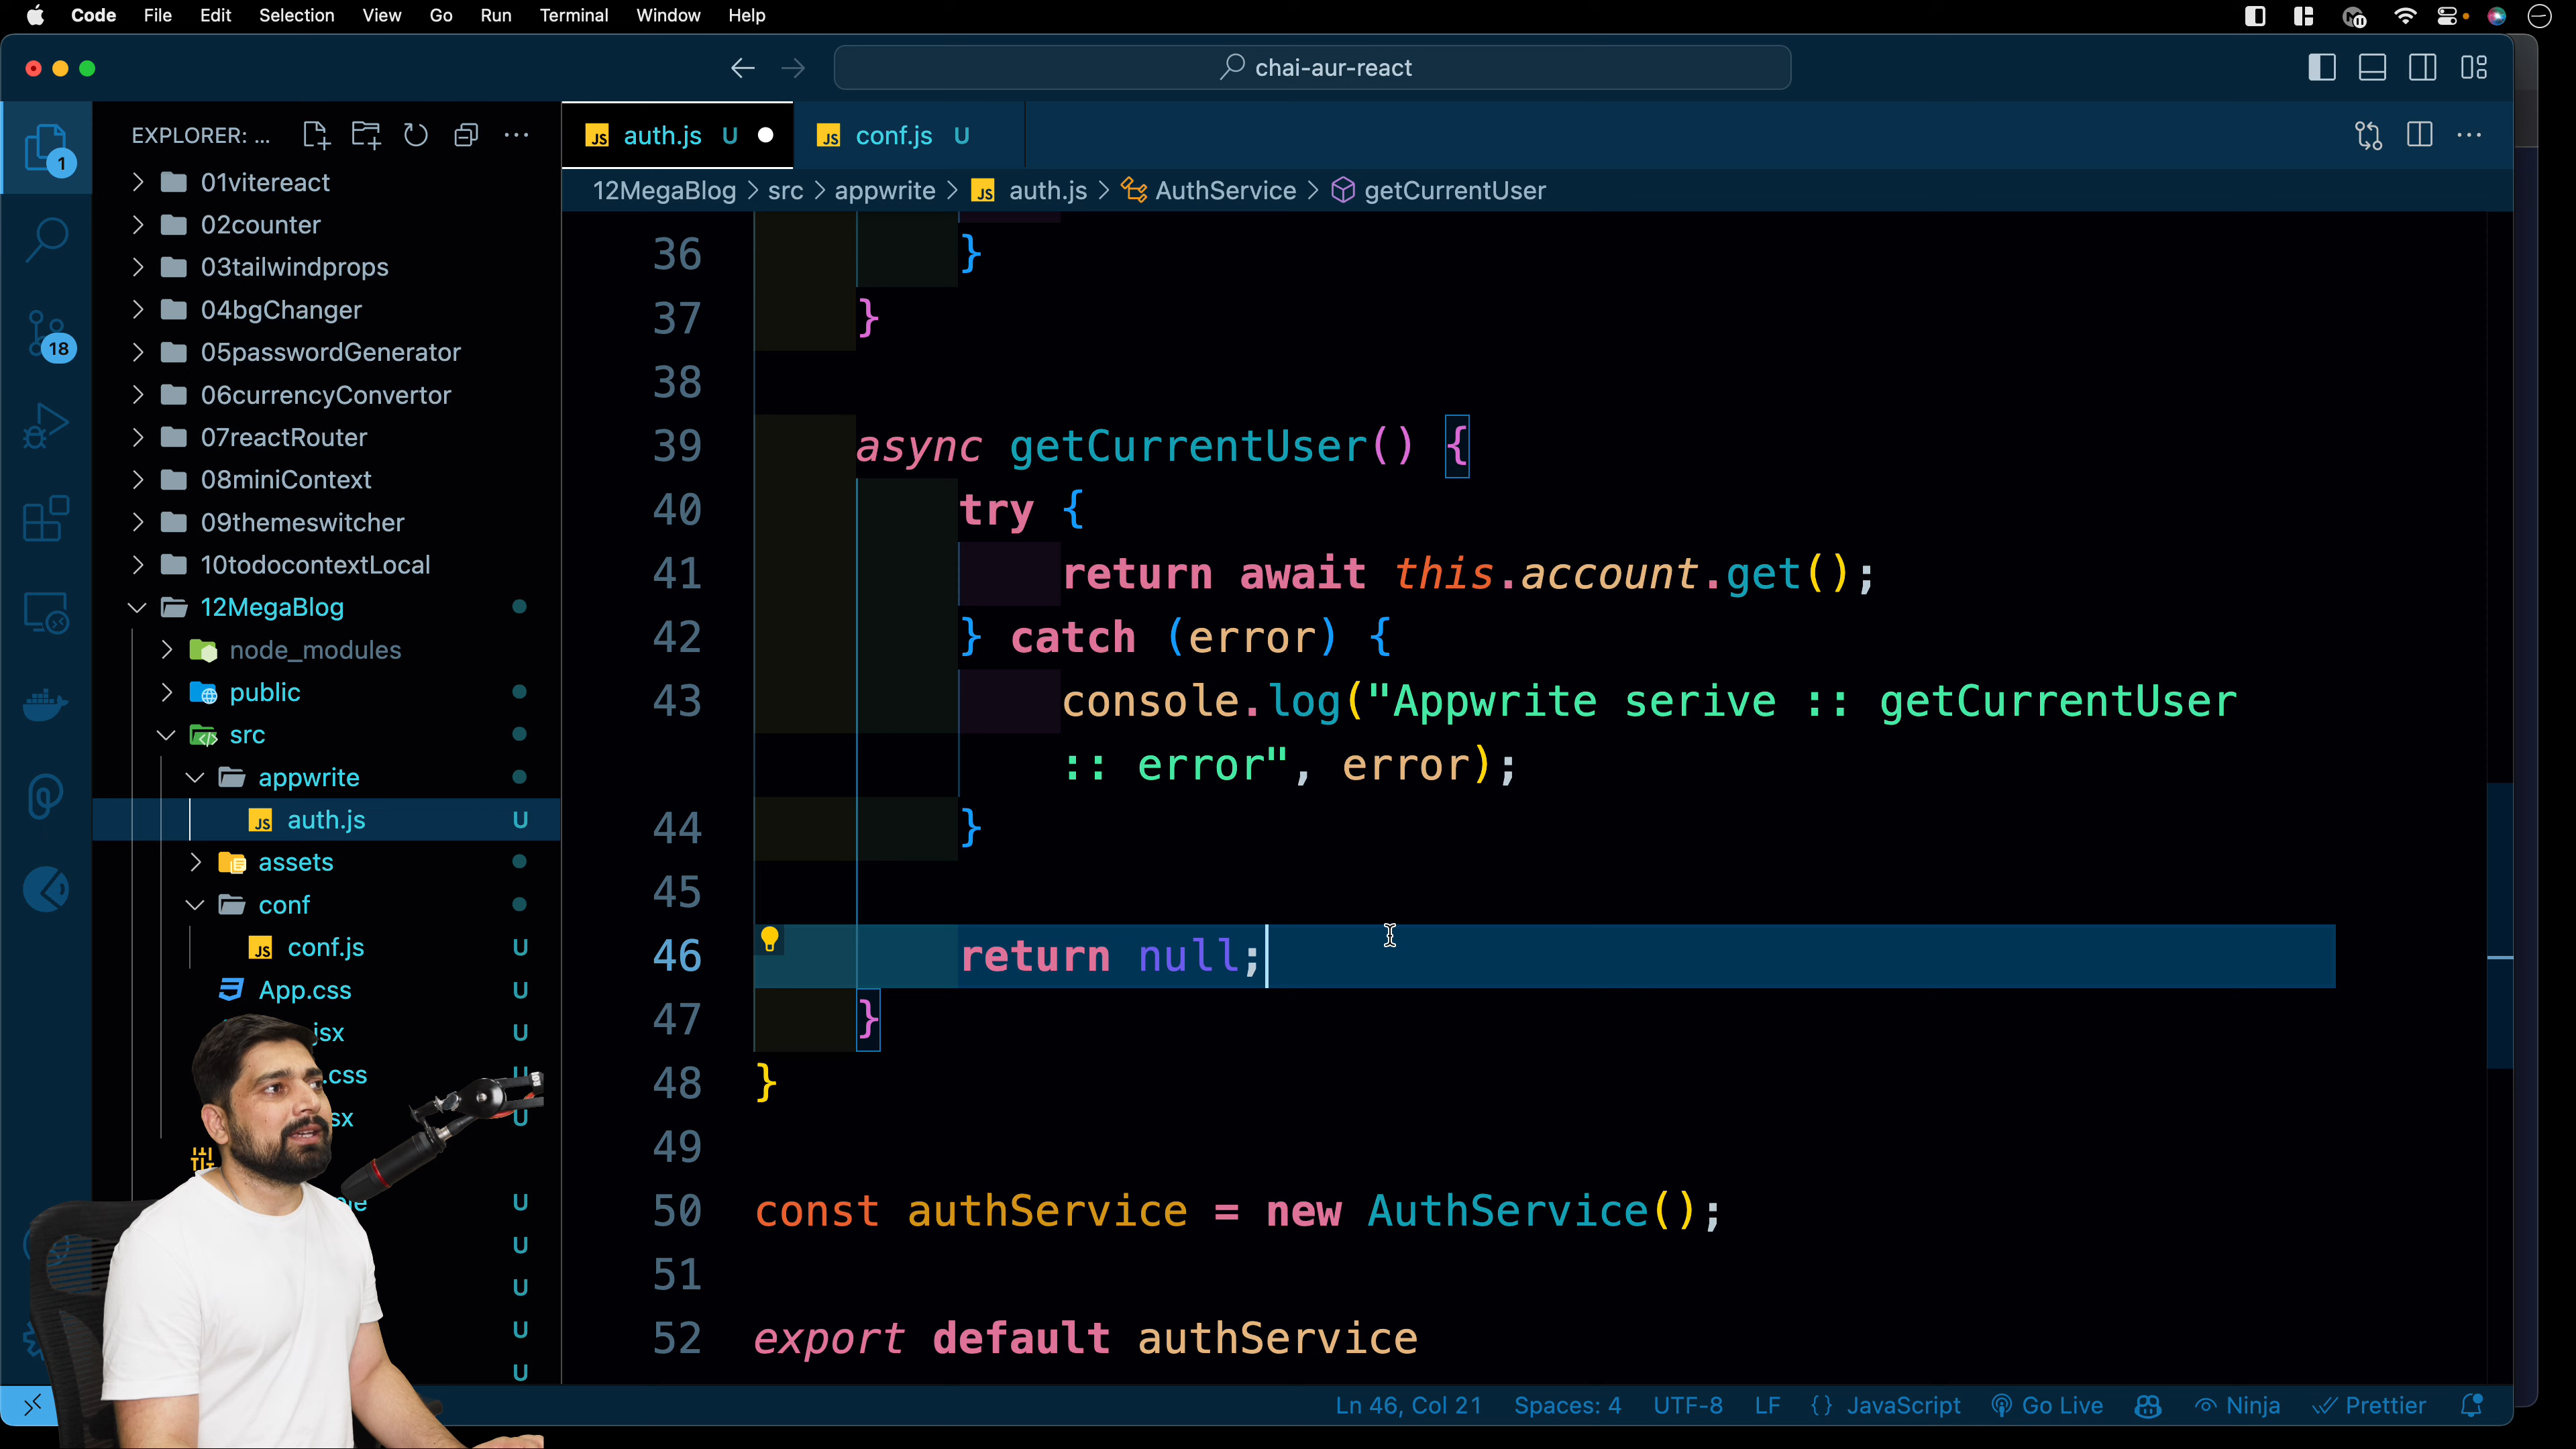 Code File Edit Selection View Go Run Terminal Window Help
chai-aur-react
EXPLORER: ...
auth.js U
conf.js U
12MegaBlog > src > appwrite > JS auth.js > AuthService > getCurrentUser
1
18
01vitereact
02counter
03tailwindprops
04bgChanger
05passwordGenerator
06currencyConvertor
07reactRouter
08miniContext
09themeswitcher
10todocontextLocal
12MegaBlog
node_modules
public
src
appwrite
JS auth.js U
assets
conf
JS conf.js U
App.css U
jsx U
.css U
sx U
U
U
U
U
U
36 }
37 }
38
39 async getCurrentUser() {
40 try {
41 return await this.account.get();
42 } catch (error) {
43 console.log("Appwrite serive :: getCurrentUser
:: error", error);
44 }
45
46 return null;
47 }
48 }
49
50 const authService = new AuthService();
51
52 export default authService
Ln 46, Col 21 Spaces: 4 UTF-8 LF {} JavaScript Go Live Ninja Prettier